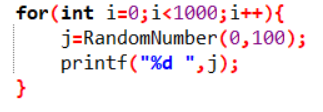 for(int i=0;i<1000;i++){
j=RandomNumber(0,100);
printf("%d ",j);
}